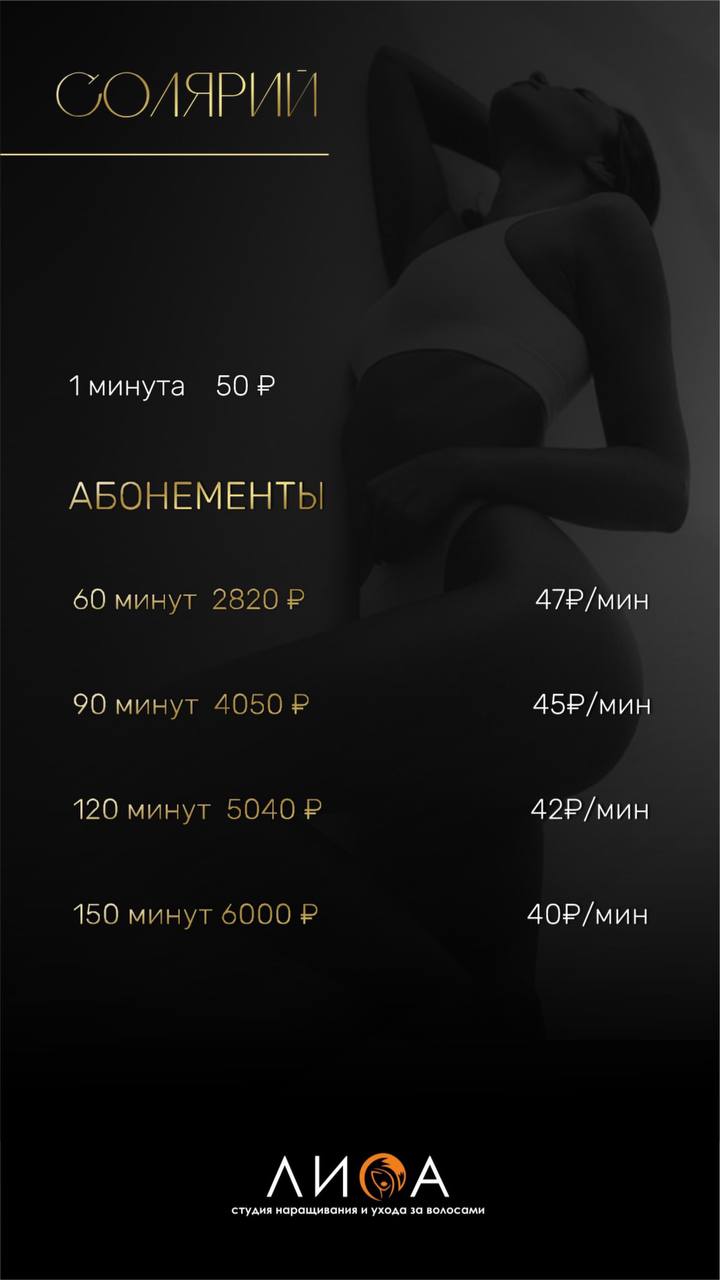 СОЛЯРИЙ
1 минута 50 ₽
АБОНЕМЕНТЫ
60 минут 2820 ₽ 47₽/мин
90 минут 4050 ₽ 45₽/мин
120 минут 5040 ₽ 42₽/мин
150 минут 6000 ₽ 40₽/мин
ЛИСА
студия наращивания и ухода за волосами